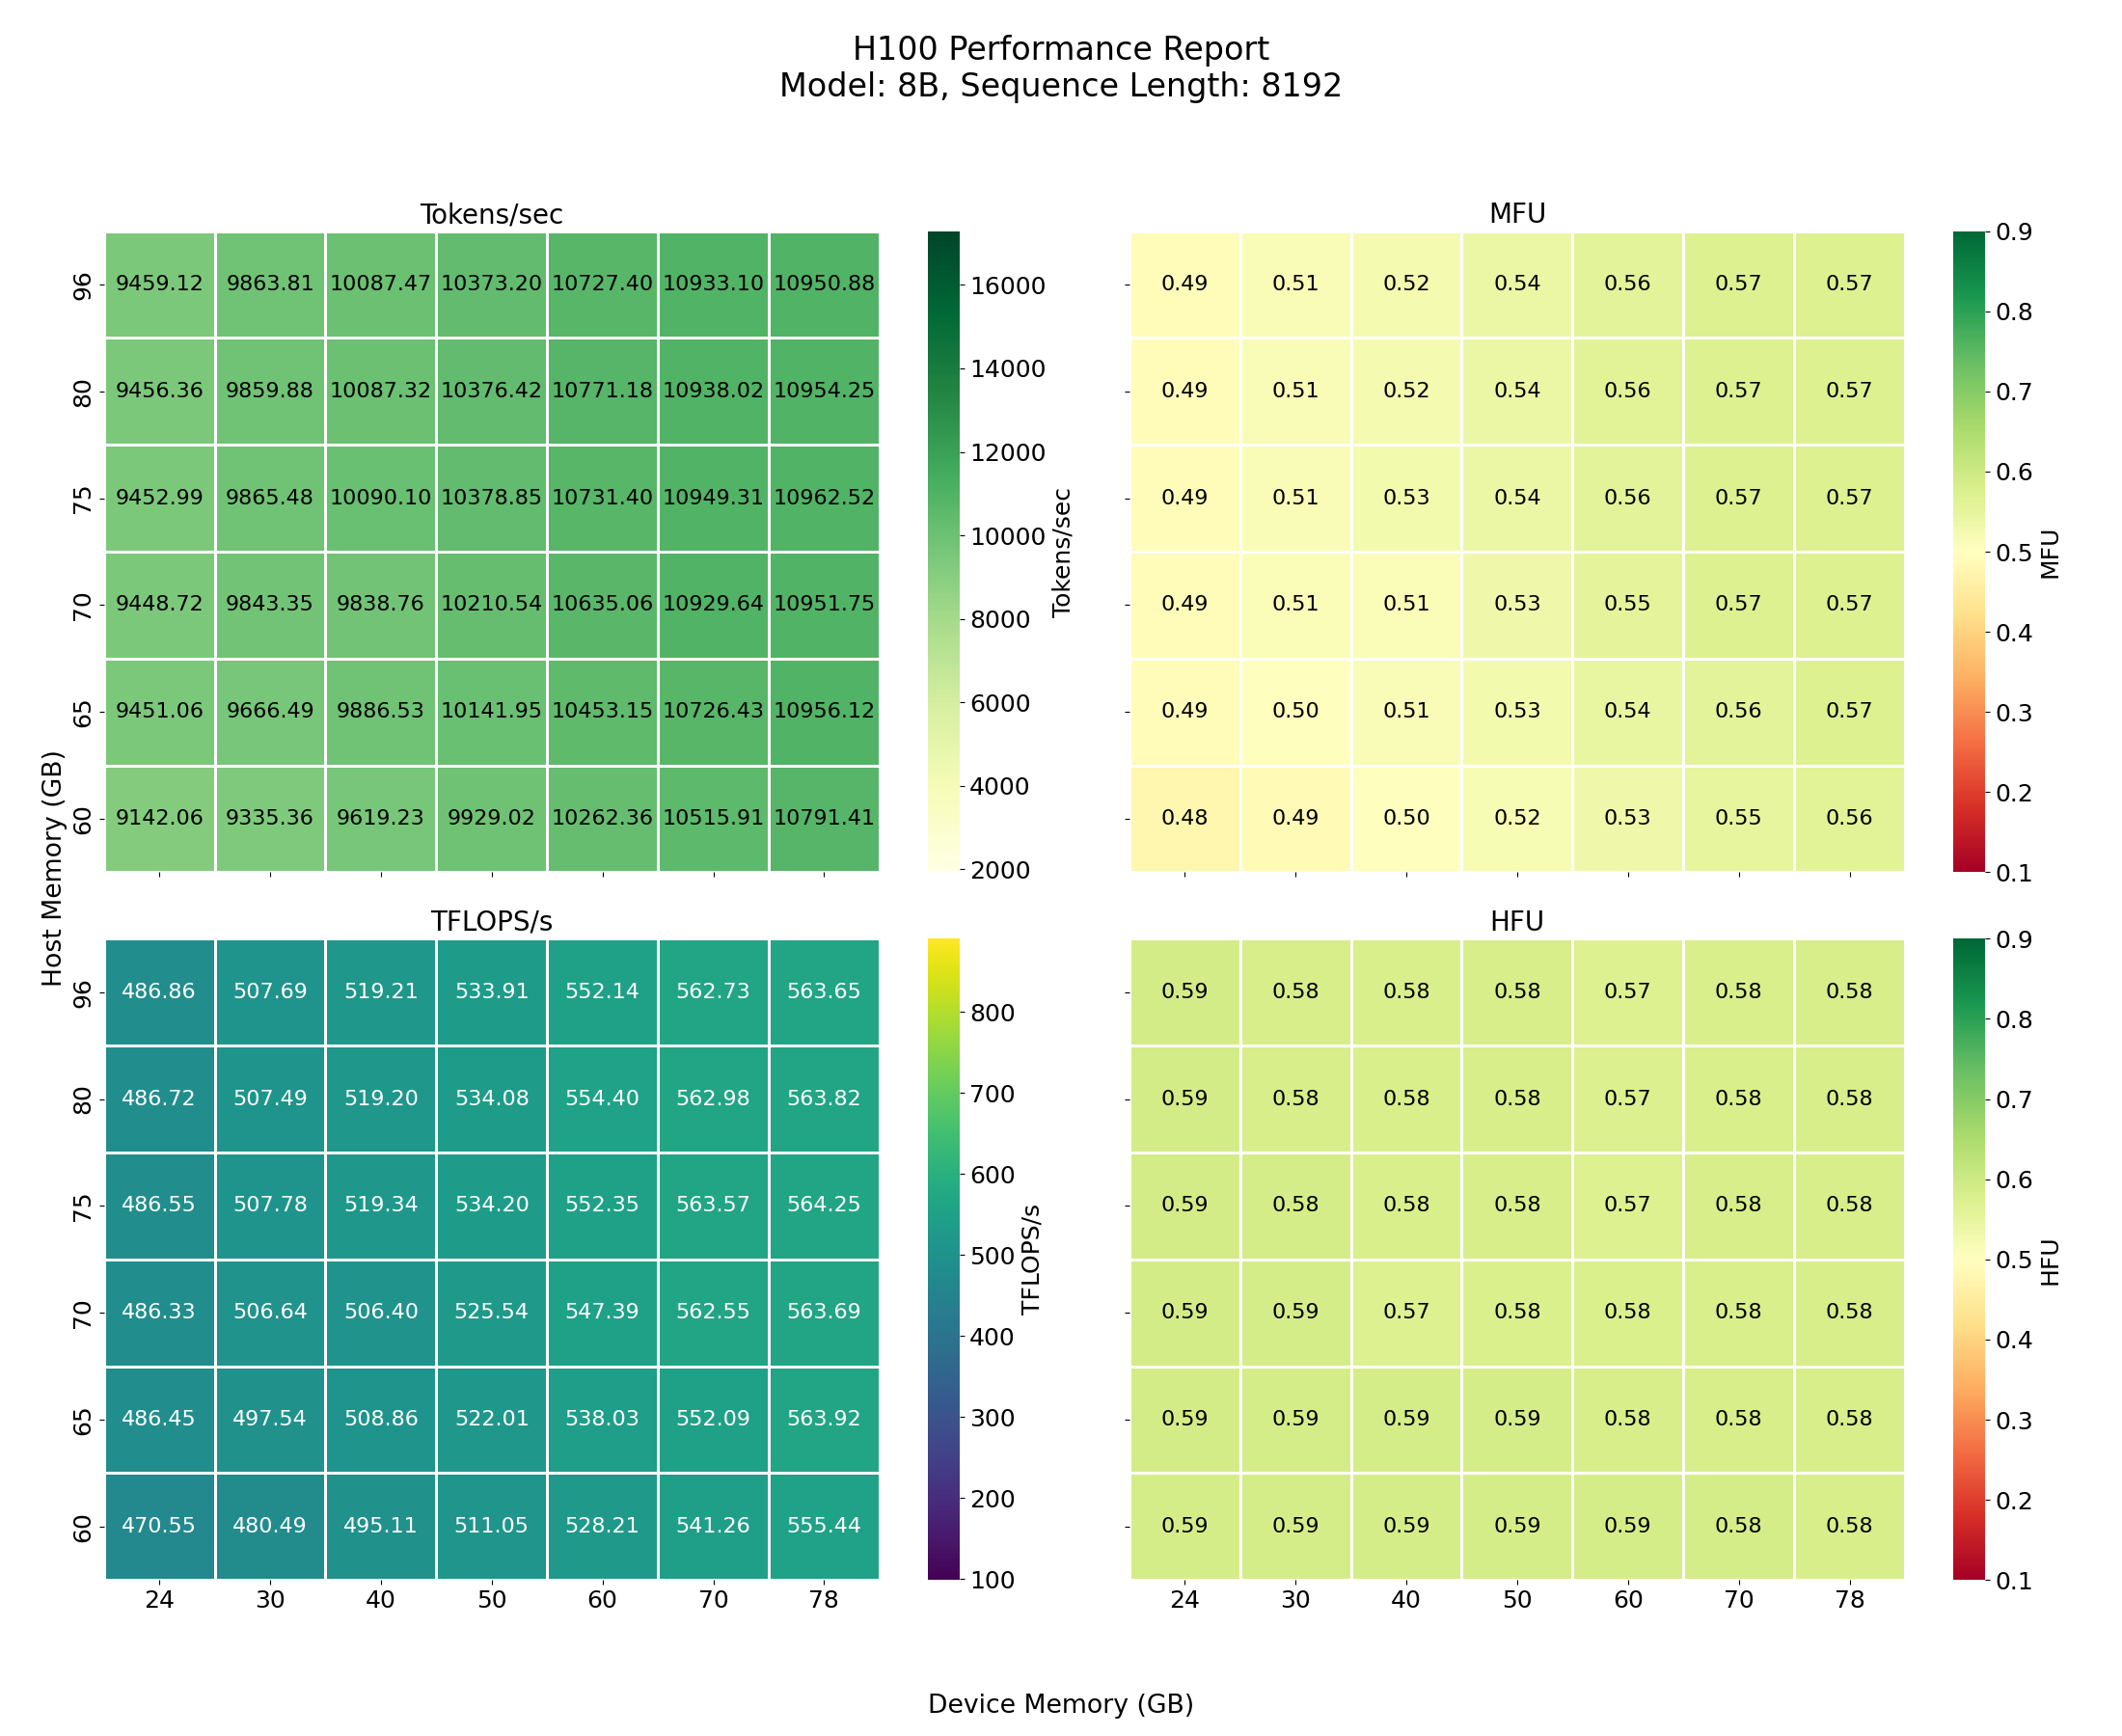 H100 Performance Report
Model: 8B, Sequence Length: 8192
Tokens/sec
96 9459.12 9863.81 10087.47 10373.20 10727.40 10933.10 10950.88
80 9456.36 9859.88 10087.32 10376.42 10771.18 10938.02 10954.25
75 9452.99 9865.48 10090.10 10378.85 10731.40 10949.31 10962.52
70 9448.72 9843.35 9838.76 10210.54 10635.06 10929.64 10951.75
65 9451.06 9666.49 9886.53 10141.95 10453.15 10726.43 10956.12
60 9142.06 9335.36 9619.23 9929.02 10262.36 10515.91 10791.41
16000
14000
12000
10000
8000
6000
4000
2000
Tokens/sec
MFU
0.49 0.51 0.52 0.54 0.56 0.57 0.57
0.49 0.51 0.52 0.54 0.56 0.57 0.57
0.49 0.51 0.53 0.54 0.56 0.57 0.57
0.49 0.51 0.51 0.53 0.55 0.57 0.57
0.49 0.50 0.51 0.53 0.54 0.56 0.57
0.48 0.49 0.50 0.52 0.53 0.55 0.56
0.9
0.8
0.7
0.6
0.5
0.4
0.3
0.2
0.1
MFU
Host Memory (GB)
TFLOPS/s
96 486.86 507.69 519.21 533.91 552.14 562.73 563.65
80 486.72 507.49 519.20 534.08 554.40 562.98 563.82
75 486.55 507.78 519.34 534.20 552.35 563.57 564.25
70 486.33 506.64 506.40 525.54 547.39 562.55 563.69
65 486.45 497.54 508.86 522.01 538.03 552.09 563.92
60 470.55 480.49 495.11 511.05 528.21 541.26 555.44
24 30 40 50 60 70 78
800
700
600
500
400
300
200
100
TFLOPS/s
HFU
0.59 0.58 0.58 0.58 0.57 0.58 0.58
0.59 0.58 0.58 0.58 0.57 0.58 0.58
0.59 0.58 0.58 0.58 0.57 0.58 0.58
0.59 0.59 0.57 0.58 0.58 0.58 0.58
0.59 0.59 0.59 0.59 0.58 0.58 0.58
0.59 0.59 0.59 0.59 0.59 0.58 0.58
24 30 40 50 60 70 78
0.9
0.8
0.7
0.6
0.5
0.4
0.3
0.2
0.1
HFU
Device Memory (GB)